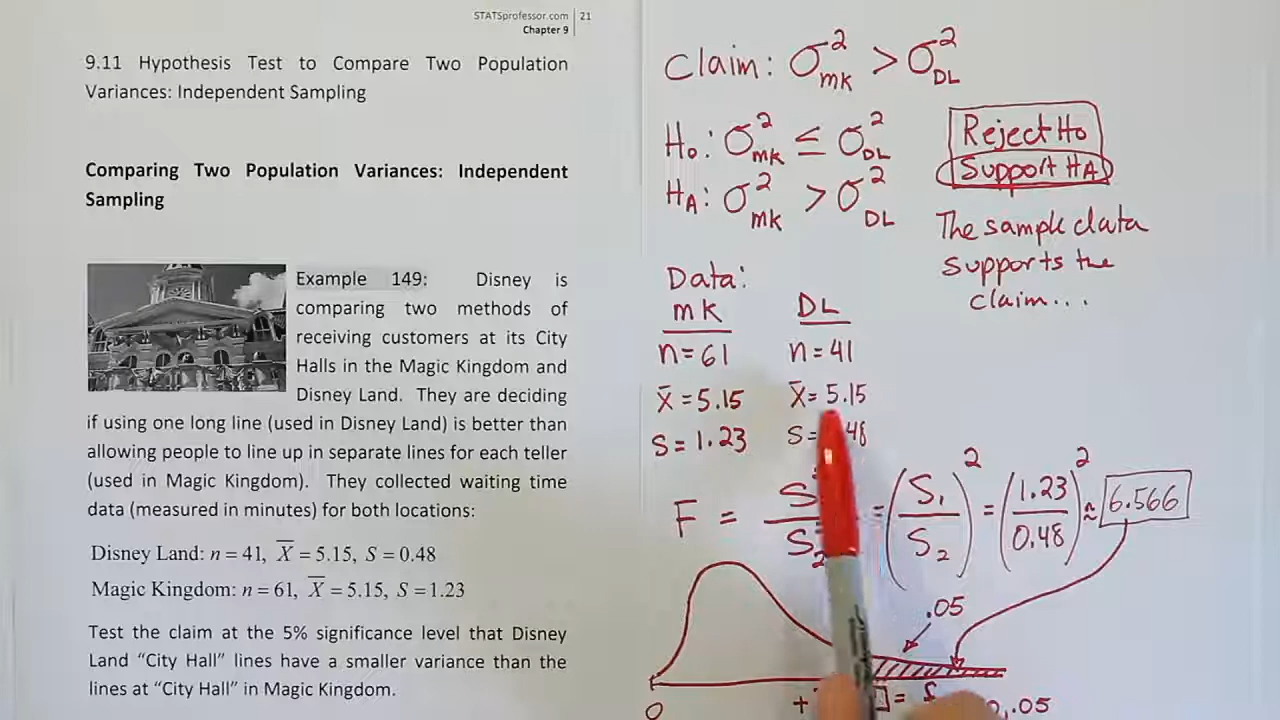 STATSprofessor.com | 21
Chapter 9
9.11 Hypothesis Test to Compare Two Population
Variances: Independent Sampling
Comparing Two Population Variances: Independent
Sampling
Example 149: Disney is
comparing two methods of
receiving customers at its City
Halls in the Magic Kingdom and
Disney Land. They are deciding
if using one long line (used in Disney Land) is better than
allowing people to line up in separate lines for each teller
(used in Magic Kingdom). They collected waiting time
data (measured in minutes) for both locations:
Disney Land: n = 41, X̄ = 5.15, S = 0.48
Magic Kingdom: n = 61, X̄ = 5.15, S = 1.23
Test the claim at the 5% significance level that Disney
Land “City Hall” lines have a smaller variance than the
lines at “City Hall” in Magic Kingdom.
Claim: σ²MK > σ²DL
H₀: σ²MK ≤ σ²DL
HA: σ²MK > σ²DL
Reject H₀
Support HA
The sample data
supports the
claim...
Data:
MK DL
n = 61 n = 41
X̄ = 5.15 X̄ = 5.15
S = 1.23 S = .48
F = S / S₂ = (S₁ / S₂)² = (1.23 / 0.48)² ≈ 6.566
.05
0 = f .05